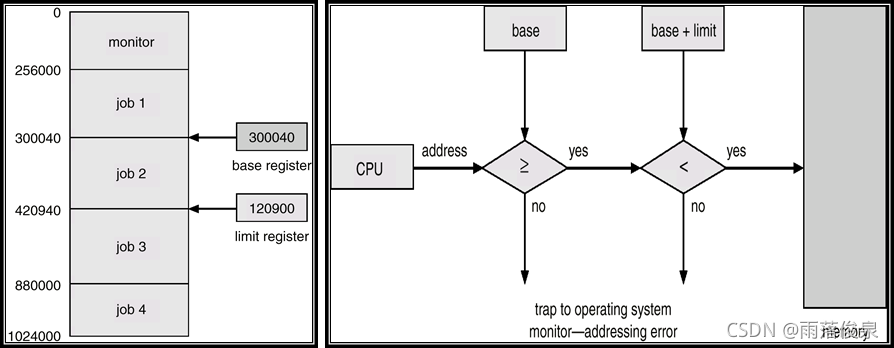 0
monitor
256000
job 1
300040
300040
base register
job 2
420940
120900
limit register
job 3
880000
job 4
1024000
base
base + limit
CPU
address
≥
yes
<
yes
no
no
trap to operating system
monitor—addressing error
memory
CSDN @雨落俊泉